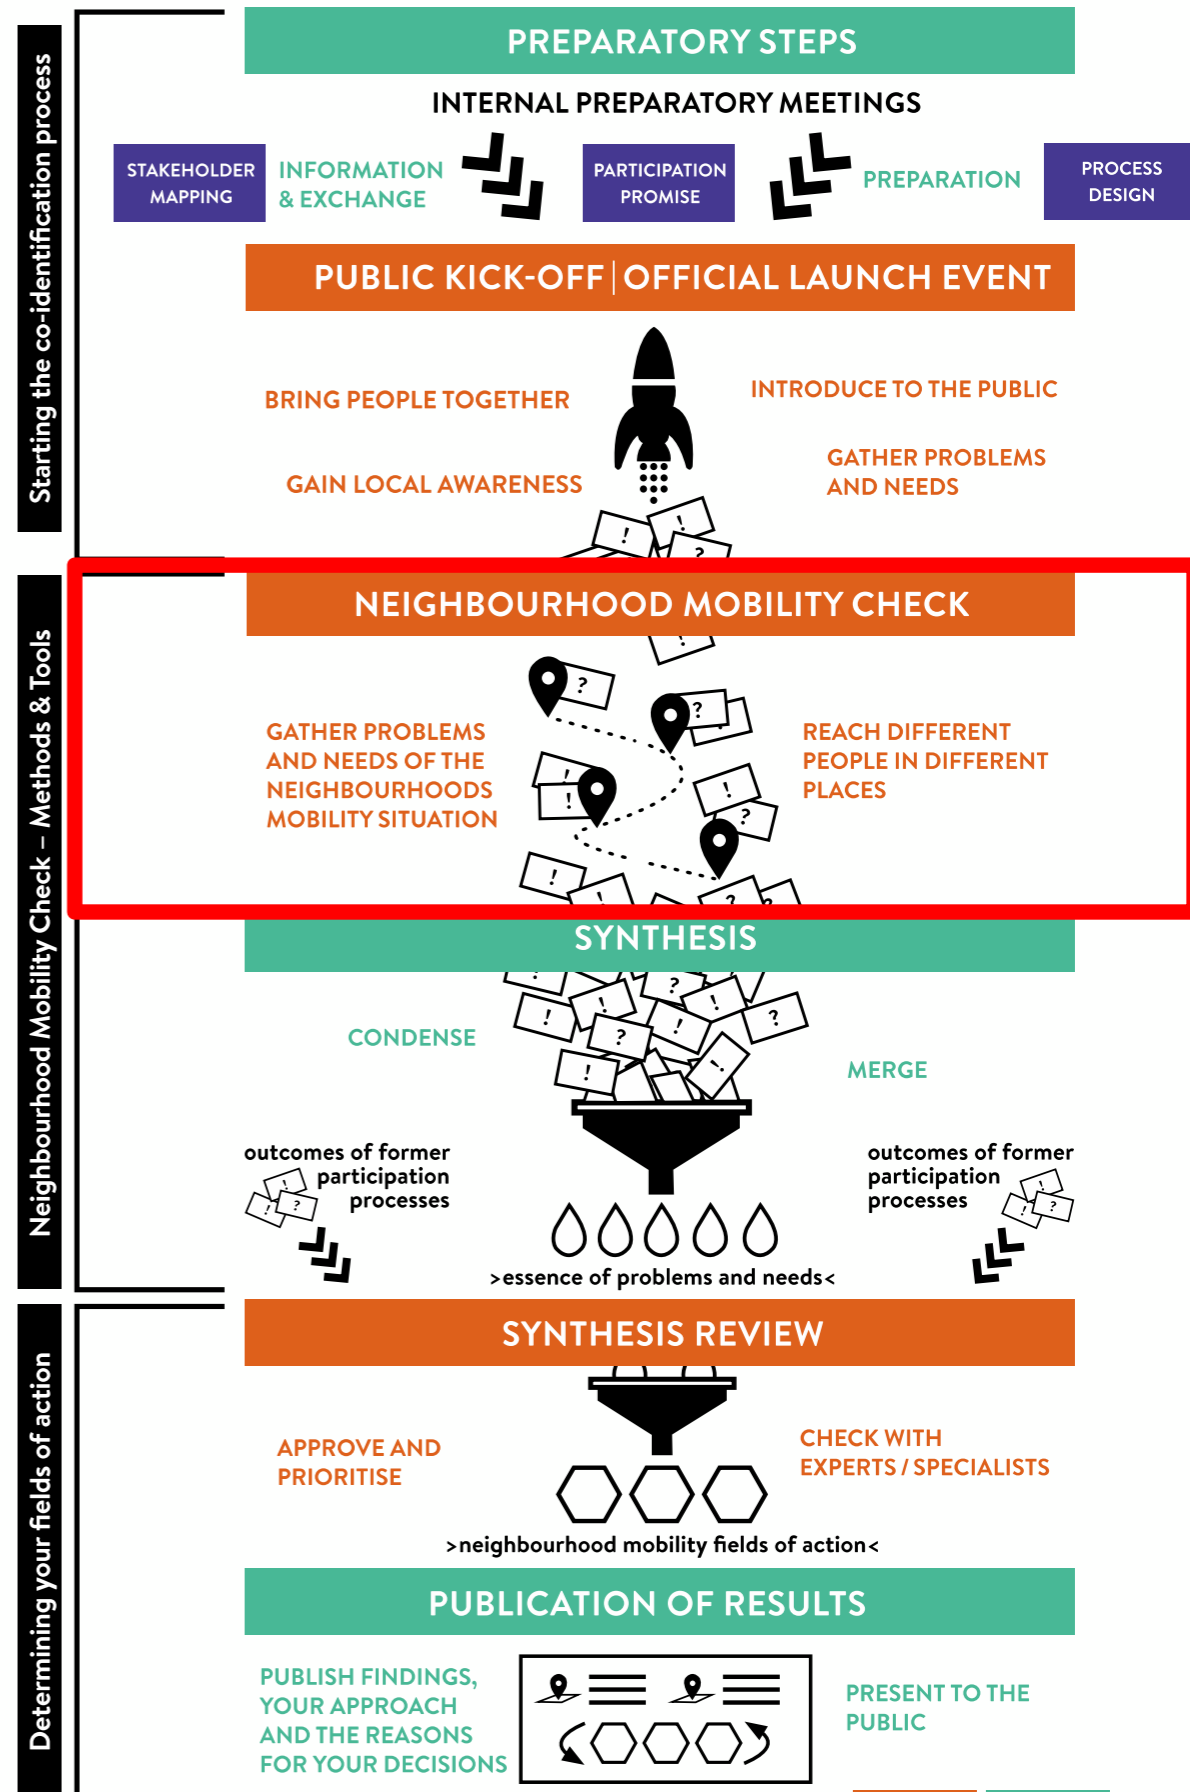 Starting the co-identification process
PREPARATORY STEPS
INTERNAL PREPARATORY MEETINGS
STAKEHOLDER
MAPPING
INFORMATION
& EXCHANGE
PARTICIPATION
PROMISE
PREPARATION
PROCESS
DESIGN
PUBLIC KICK-OFF | OFFICIAL LAUNCH EVENT
BRING PEOPLE TOGETHER
INTRODUCE TO THE PUBLIC
GAIN LOCAL AWARENESS
GATHER PROBLEMS
AND NEEDS
! ! ?
Neighbourhood Mobility Check – Methods & Tools
NEIGHBOURHOOD MOBILITY CHECK
!
?
?
GATHER PROBLEMS
AND NEEDS OF THE
NEIGHBOURHOODS
MOBILITY SITUATION
REACH DIFFERENT
PEOPLE IN DIFFERENT
PLACES
! !
! ?
! ! ? ?
SYNTHESIS
! ? ! !
! ? ! ?
! !
CONDENSE
MERGE
outcomes of former
participation
processes
! ! ?
outcomes of former
participation
processes
! ! ?
>essence of problems and needs<
Determining your fields of action
SYNTHESIS REVIEW
APPROVE AND
PRIORITISE
CHECK WITH
EXPERTS / SPECIALISTS
>neighbourhood mobility fields of action<
PUBLICATION OF RESULTS
PUBLISH FINDINGS,
YOUR APPROACH
AND THE REASONS
FOR YOUR DECISIONS
PRESENT TO THE
PUBLIC